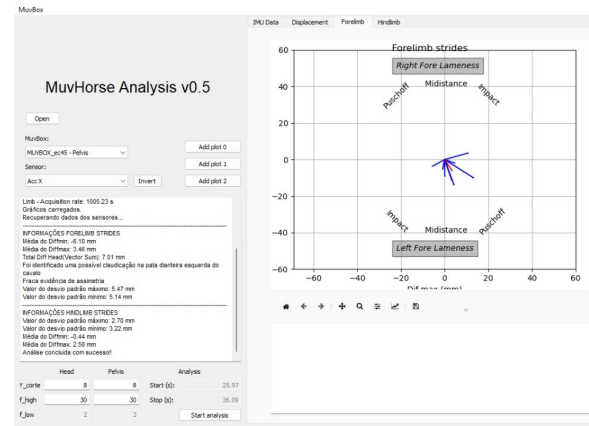 MuvBox
IMU Data Displacement Forelimb Hindlimb
MuvHorse Analysis v0.5
Open
MuvBox:
MUVBOX_ec45 - Pelvis
Add plot 0
Sensor:
Add plot 1
Acc X
Invert
Add plot 2
Limb - Acquisition rate: 1005.23 s
Gráficos carregados.
Recuperando dados dos sensores...
INFORMAÇÕES FORELIMB STRIDES
Média do Diffmin: -6.10 mm
Média do Diffmax: 3.46 mm
Total Diff Head(Vector Sum): 7.01 mm
Foi identificado uma possível claudicação na pata dianteira esquerda do
cavalo
Fraca evidência de assimetria
Valor do desvio padrão máximo: 5.47 mm
Valor do desvio padrão mínimo: 5.14 mm
INFORMAÇÕES HINDLIMB STRIDES
Valor do desvio padrão máximo: 2.70 mm
Valor do desvio padrão mínimo: 3.22 mm
Média do Diffmin: -0.44 mm
Média do Diffmax: 2.58 mm
Análise concluida com sucesso!!
Head Pelvis Analysis
Y_corte 8 8 Start (s): 25.97
f_high 30 30 Stop (s): 36.09
f_low 2 2 Start analysis
Forelimb strides
Right Fore Lameness
Puschoff Midistance Impact
60
40
20
0
−20
−40
−60
Impact Midistance Puschoff
Left Fore Lameness
−60 −40 −20 0 20 40 60
Dif max (mm)